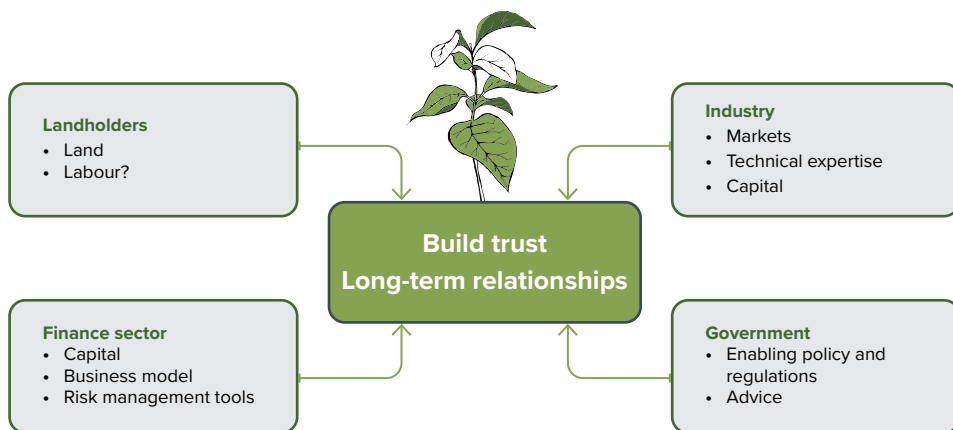 Landholders
• Land
• Labour?
Industry
• Markets
• Technical expertise
• Capital
Build trust
Long-term relationships
Finance sector
• Capital
• Business model
• Risk management tools
Government
• Enabling policy and
regulations
• Advice